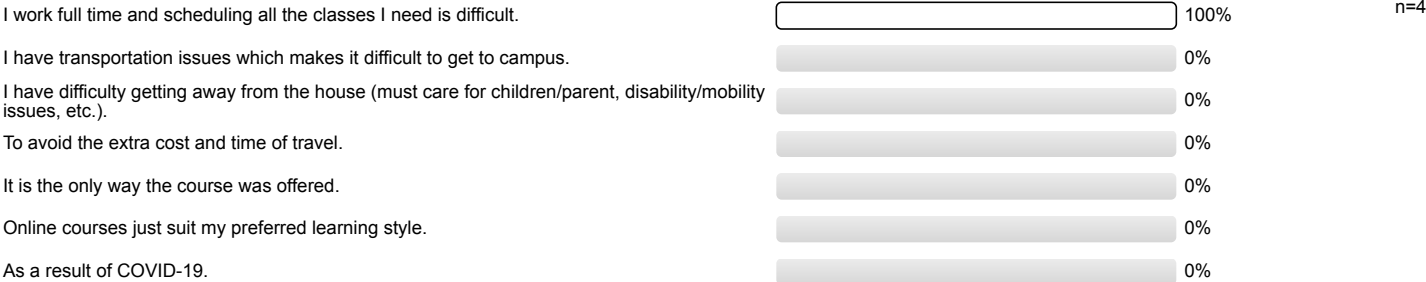 I work full time and scheduling all the classes I need is difficult. 100% n=4
I have transportation issues which makes it difficult to get to campus. 0%
I have difficulty getting away from the house (must care for children/parent, disability/mobility
issues, etc.). 0%
To avoid the extra cost and time of travel. 0%
It is the only way the course was offered. 0%
Online courses just suit my preferred learning style. 0%
As a result of COVID-19. 0%